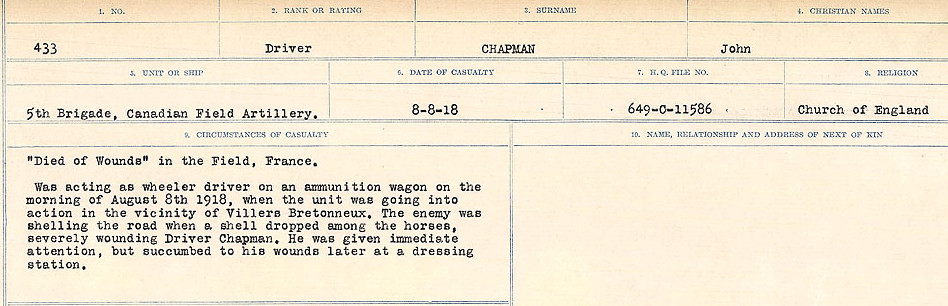 1. NO. 2. RANK OR RATING 3. SURNAME 4. CHRISTIAN NAMES
433 Driver CHAPMAN John
5. UNIT OR SHIP 6. DATE OF CASUALTY 7. H.Q. FILE NO. 8. RELIGION
5th Brigade, Canadian Field Artillery. 8-8-18 649-C-11586 Church of England
9. CIRCUMSTANCES OF CASUALTY 10. NAME, RELATIONSHIP AND ADDRESS OF NEXT OF KIN
"Died of Wounds" in the Field, France.
Was acting as wheeler driver on an ammunition wagon on the
morning of August 8th 1918, when the unit was going into
action in the vicinity of Villers Bretonneux. The enemy was
shelling the road when a shell dropped among the horses,
severely wounding Driver Chapman. He was given immediate
attention, but succumbed to his wounds later at a dressing
station.